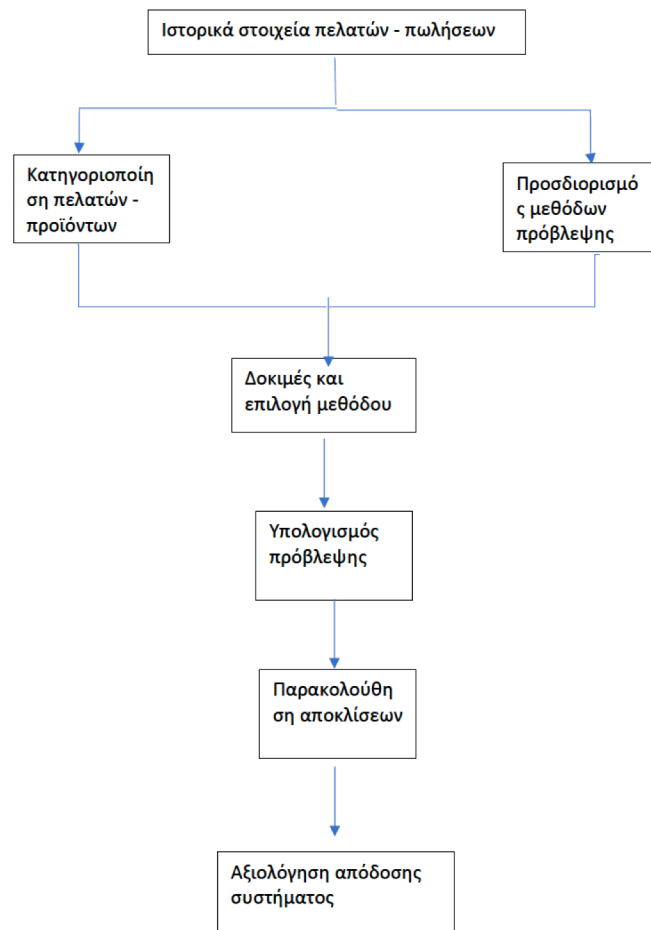 Ιστορικά στοιχεία πελατών - πωλήσεων
Κατηγοριοποίη
ση πελατών -
προϊόντων
Προσδιορισμό
ς μεθόδων
πρόβλεψης
Δοκιμές και
επιλογή μεθόδου
Υπολογισμός
πρόβλεψης
Παρακολούθη
ση αποκλίσεων
Αξιολόγηση απόδοσης
συστήματος